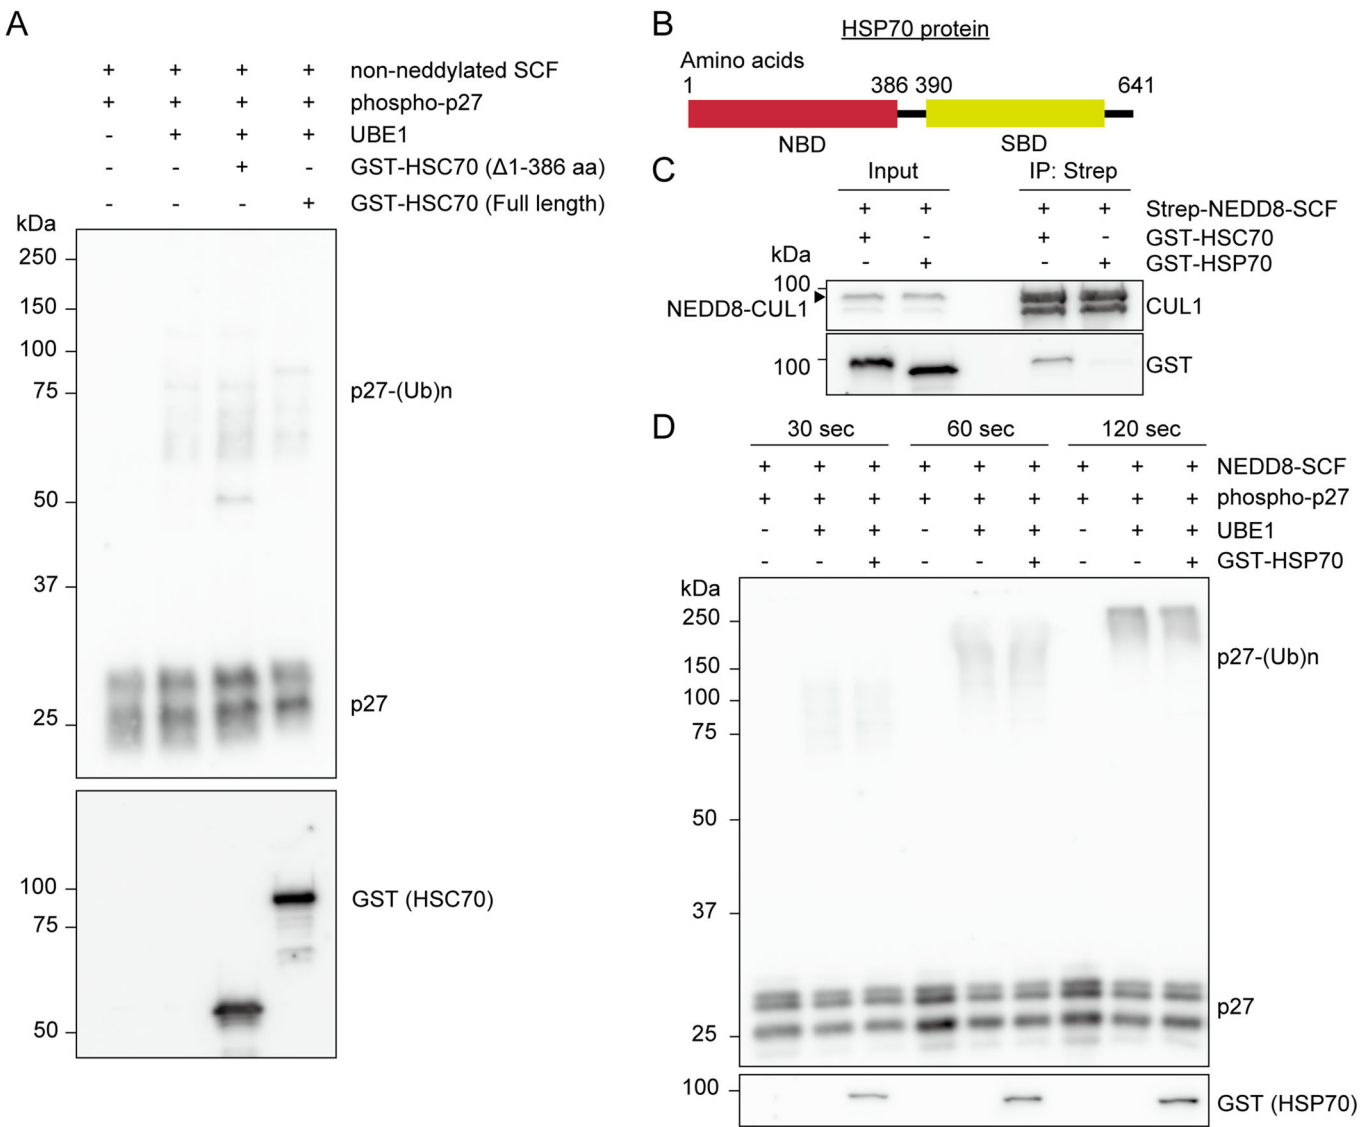 A
+ + + + non-neddylated SCF
+ + + + phospho-p27
- + + + UBE1
- - + - GST-HSC70 (Δ1-386 aa)
- - - + GST-HSC70 (Full length)
kDa
250
150
100
75
p27-(Ub)n
50
37
p27
25
100
GST (HSC70)
75
50
B
HSP70 protein
Amino acids
1 386 390 641
NBD SBD
C
Input IP: Strep
+ + + + Strep-NEDD8-SCF
+ - + - GST-HSC70
- + - + GST-HSP70
kDa
100
NEDD8-CUL1 CUL1
100 GST
D
30 sec 60 sec 120 sec
+ + + + + + + + + NEDD8-SCF
+ + + + + + + + + phospho-p27
- + + - + + - + + UBE1
- - + - - + - - + GST-HSP70
kDa
250
p27-(Ub)n
150
100
75
50
37
p27
25
100
GST (HSP70)